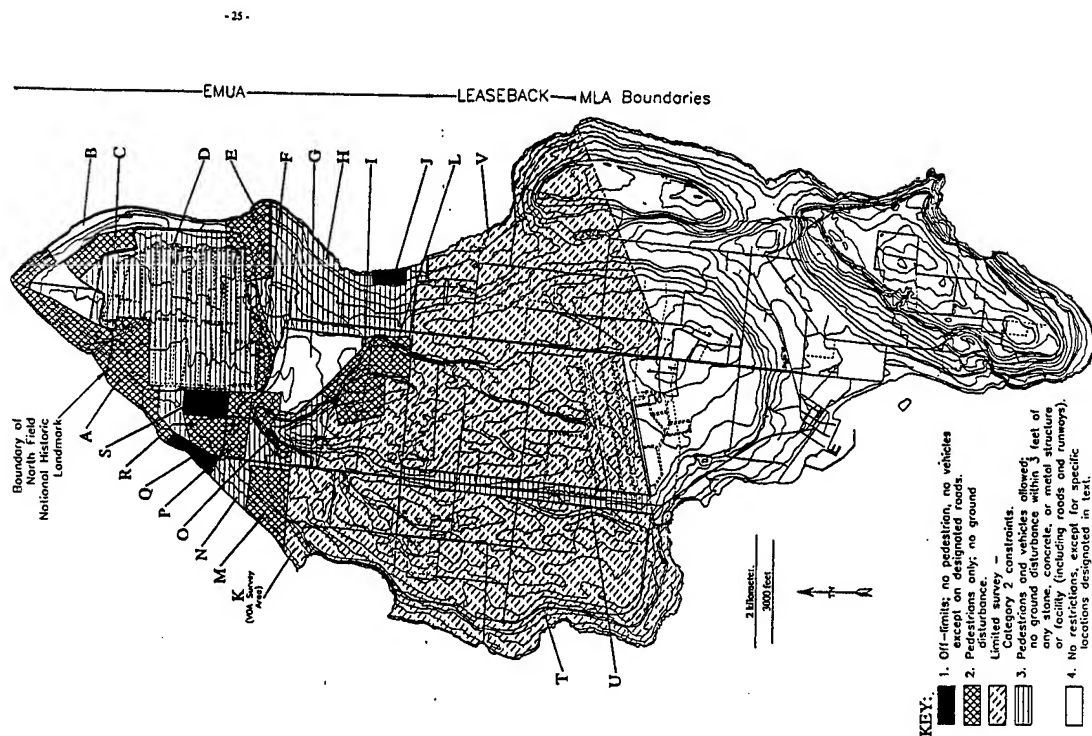 - 25 -
EMUA
LEASEBACK
MLA Boundaries
B
C
D
E
F
G
H
I
J
L
V
Boundary of
North Field
National Historic
Landmark
A
S
R
Q
P
O
N
M
K
(VOA Survey
Area)
T
U
2 kilometer:
3000 feet
TN
KEY:
1. Off-limits; no pedestrian, no vehicles
except on designated roads.
2. Pedestrians only; no ground
disturbance.
Limited survey -
Category 2 constraints.
3. Pedestrians and vehicles allowed;
no ground disturbance within 3 feet of
any stone, concrete, or metal structure
or facility (including roads and runways).
4. No restrictions, except for specific
locations designated in text.